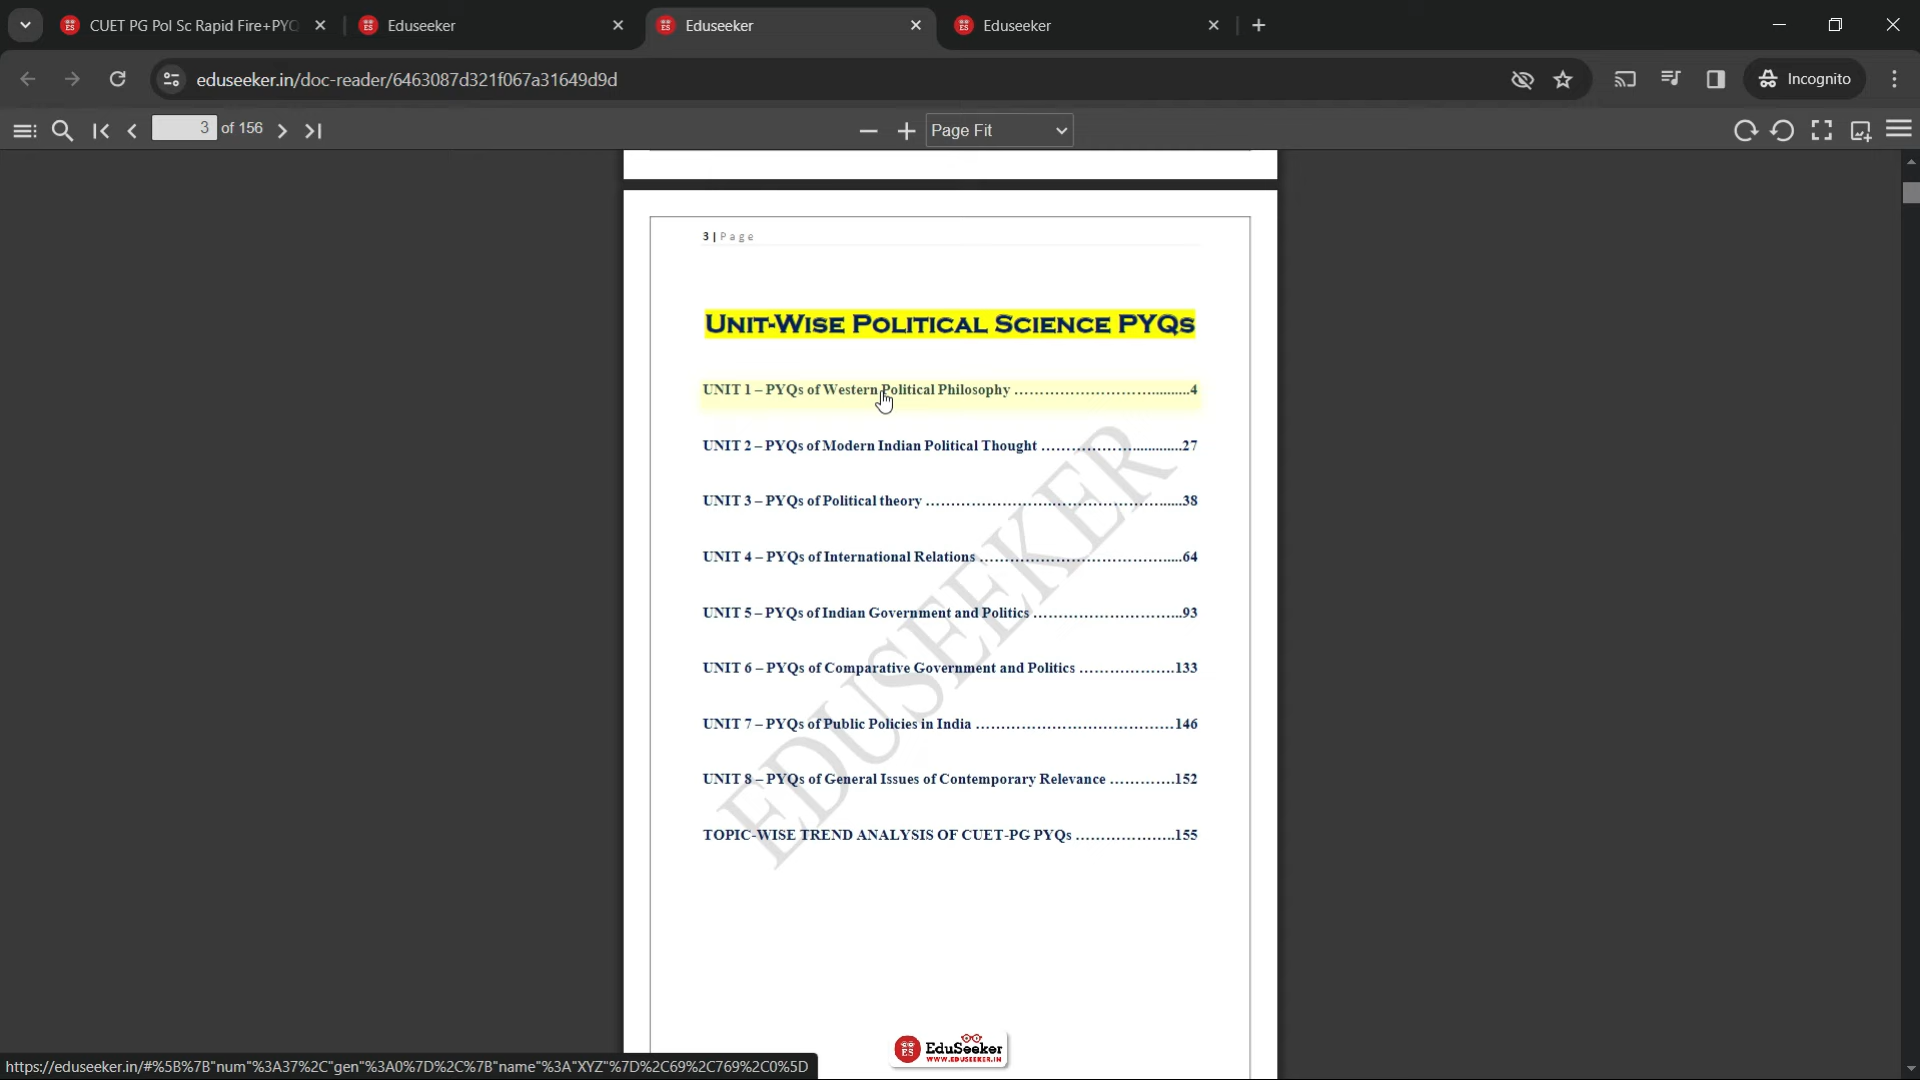 CUET PG Pol Sc Rapid Fire+PYQ
Eduseeker
Eduseeker
Eduseeker
eduseeker.in/doc-reader/6463087d321f067a31649d9d
Incognito
3 of 156
Page Fit
3 | Page
UNIT-WISE POLITICAL SCIENCE PYQS
UNIT 1 – PYQs of Western Political Philosophy ....................................4
UNIT 2 – PYQs of Modern Indian Political Thought ..............................27
UNIT 3 – PYQs of Political theory ......................................................38
UNIT 4 – PYQs of International Relations ..........................................64
UNIT 5 – PYQs of Indian Government and Politics .............................93
UNIT 6 – PYQs of Comparative Government and Politics ...................133
UNIT 7 – PYQs of Public Policies in India ........................................146
UNIT 8 – PYQs of General Issues of Contemporary Relevance .............152
TOPIC-WISE TREND ANALYSIS OF CUET-PG PYQs ....................155
EDUSEEKER
ES EduSeeker
WWW.EDUSEEKER.IN
https://eduseeker.in/#%5B%7B"num"%3A37%2C"gen"%3A0%7D%2C%7B"name"%3A"XYZ"%7D%2C69%2C769%2C0%5D